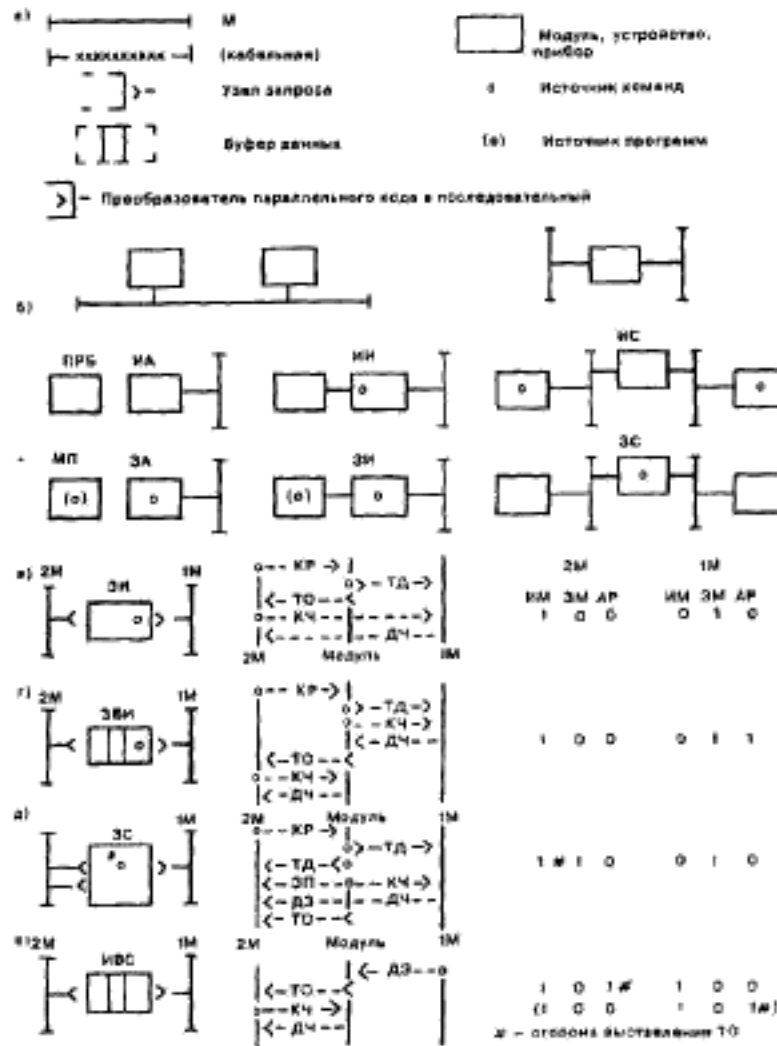 а)
М
Модуль, устройство,
прибор
(кабельная)
Узел запроса
Источник команд
Буфер данных
(о) Источник программ
– Преобразователь параллельного кода в последовательный
б)
ПРБ ИА ИИ ИС
МП ЗА ЗИ ЗС
(о) (о)
в) 2М 1М 2М 1М
ЗИ КР
ТД ИМ ЗМ АР ИМ ЗМ АР
ТО 1 0 0 0 1 0
КЧ
ДЧ
2М Модуль 1М
г) 2М 1М
ЗБИ КР
ТД
КЧ 1 0 0 0 1 1
ДЧ
ТО
КЧ
ДЧ
д) 2М Модуль 1М
1М
ЗС КР
ТД
# ТД 1 # 1 0 0 1 0
ЗП КЧ
ДЗ ДЧ
ТО
е) 2М 1М 2М Модуль 1М
ИБС ДЗ
ТО 1 0 1# 1 0 0
КЧ (1 0 0 1 0 1#)
ДЧ # – сторона выставления ТО